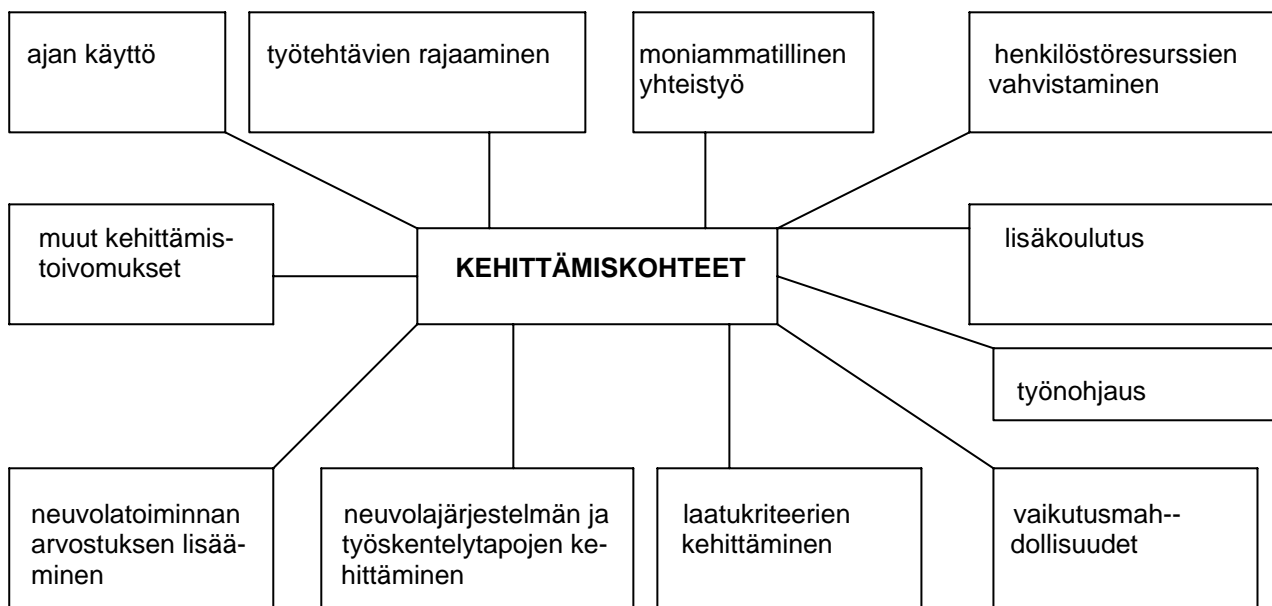 ajan käyttö
työtehtävien rajaaminen
moniammatillinen
yhteistyö
henkilöstöresurssien
vahvistaminen
muut kehittämis-
toivomukset
KEHITTÄMISKOHTEET
lisäkoulutus
työnohjaus
neuvolatoiminnan
arvostuksen lisää-
minen
neuvolajärjestelmän ja
työskentelytapojen ke-
hittäminen
laatukriteerien
kehittäminen
vaikutusmah--
dollisuudet